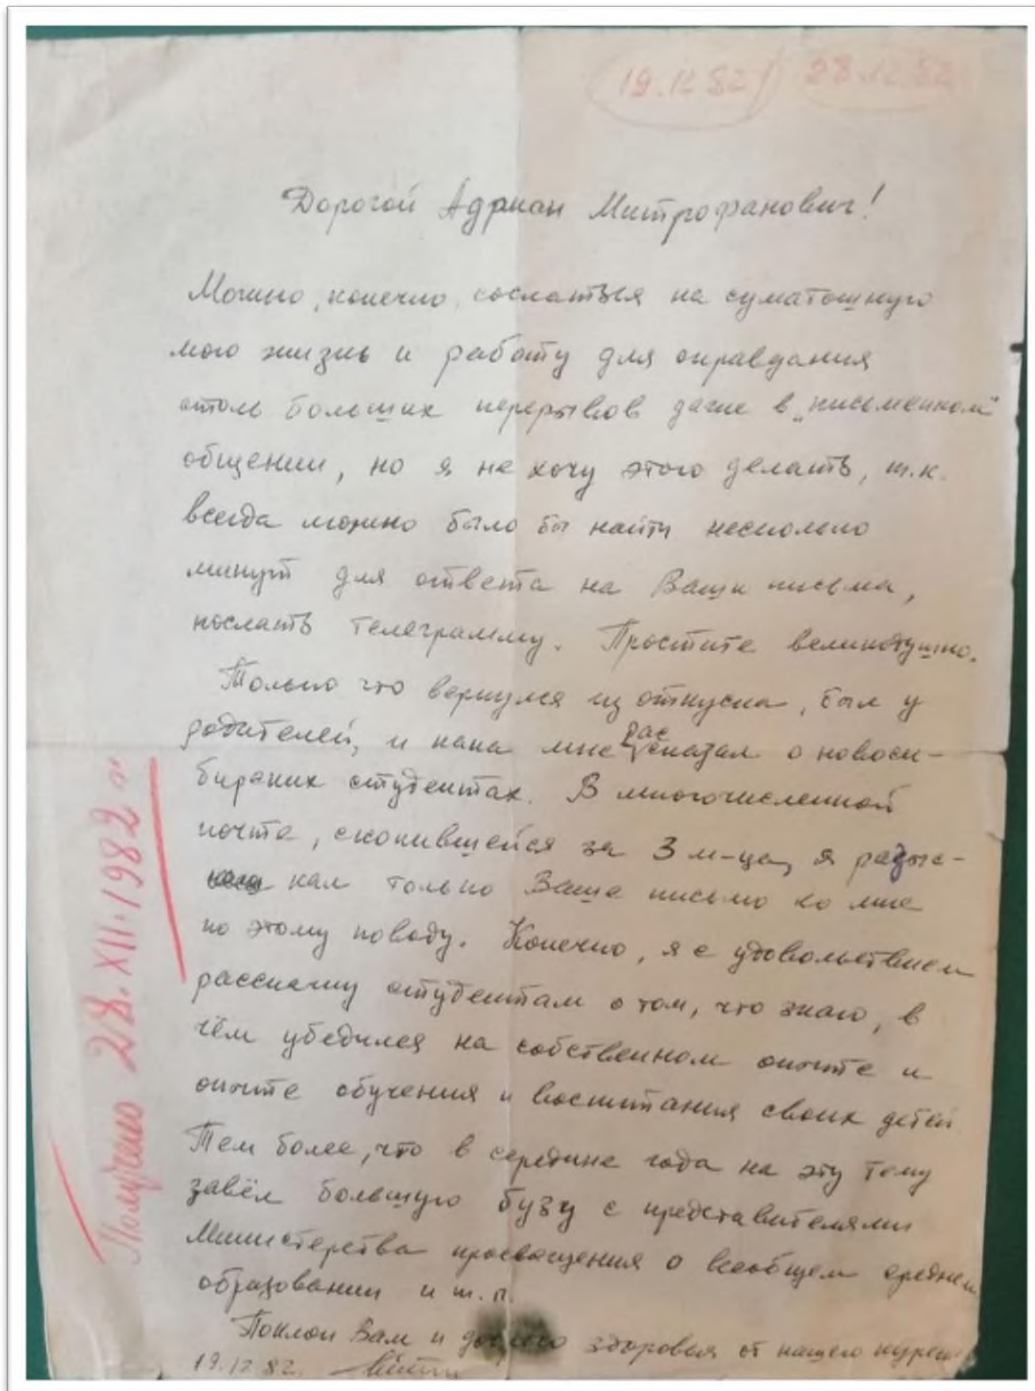 19.12.82 28.12.82
Дорогой Адриан Митрофанович!
Можно, конечно, сослаться на суматошную
мою жизнь и работу для оправдания
столь больших перерывов даже в „письменном"
общении, но я не хочу этого делать, т.к.
всегда можно было бы найти несколько
минут для ответа на Ваши письма,
послать телеграмму. Простите великодушно.
Только что вернулся из отпуска, был у
родителей, и папа мне рассказал о новоси-
бирских студентах. В многочисленной
почте, скопившейся за 3 м-ца, я разыс-
кал только Ваше письмо ко мне
по этому поводу. Конечно, я с удовольствием
расскажу студентам о том, что знаю, в
чём убедился на собственном опыте и
опыте обучения и воспитания своих детей
Тем более, что в середине года на эту тему
завёл большую бузу с представителями
Министерства просвещения о всеобщем среднем
образовании и т.п.
Поклон Вам и доброго здоровья от нашего
19.12.82.
Получено 28.XII.1982 г.